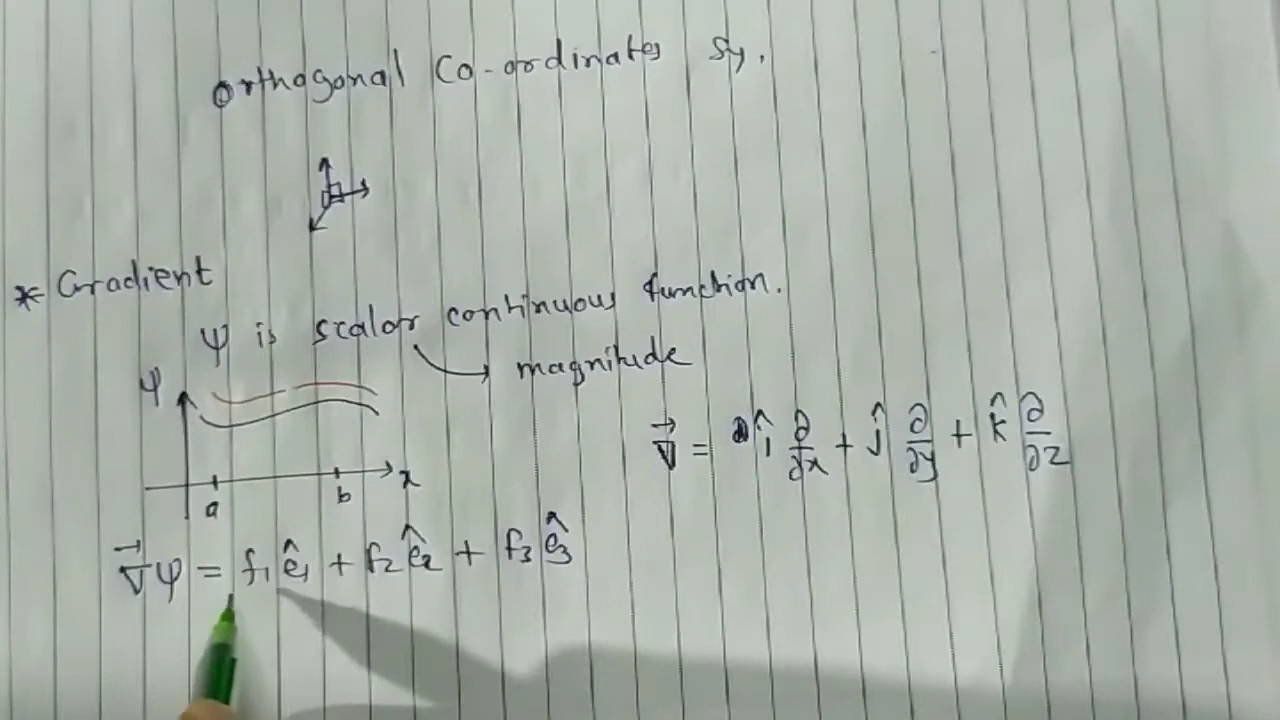 Orthogonal Co-ordinates Sy.
* Gradient
ψ is scalar continuous function.
magnitude
ψ
x
a b
∇⃗ = î ∂/∂x + ĵ ∂/∂y + k̂ ∂/∂z
∇⃗ψ = f₁ê₁ + f₂ê₂ + f₃ê₃